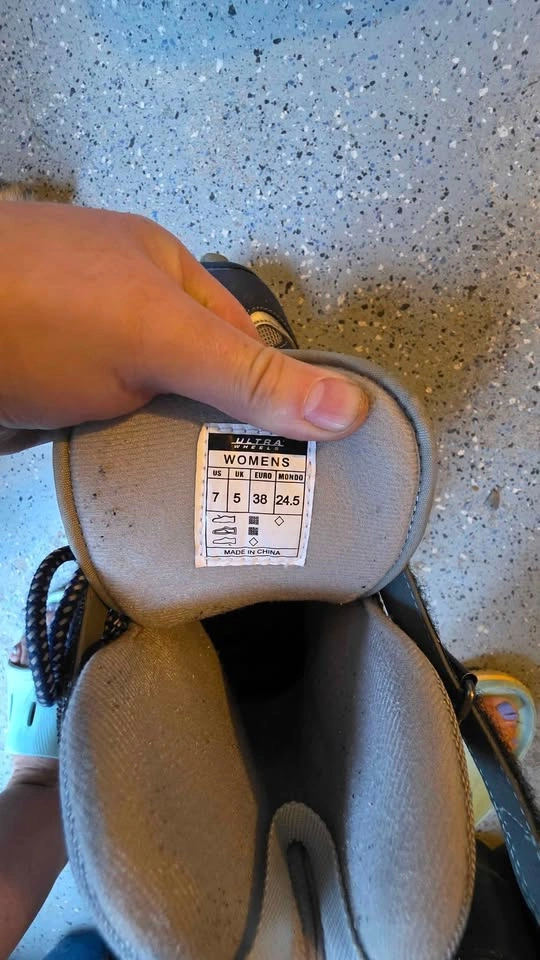 ULTRA
WHEELS
WOMENS
US UK EURO MONDO
7 5 38 24.5
MADE IN CHINA